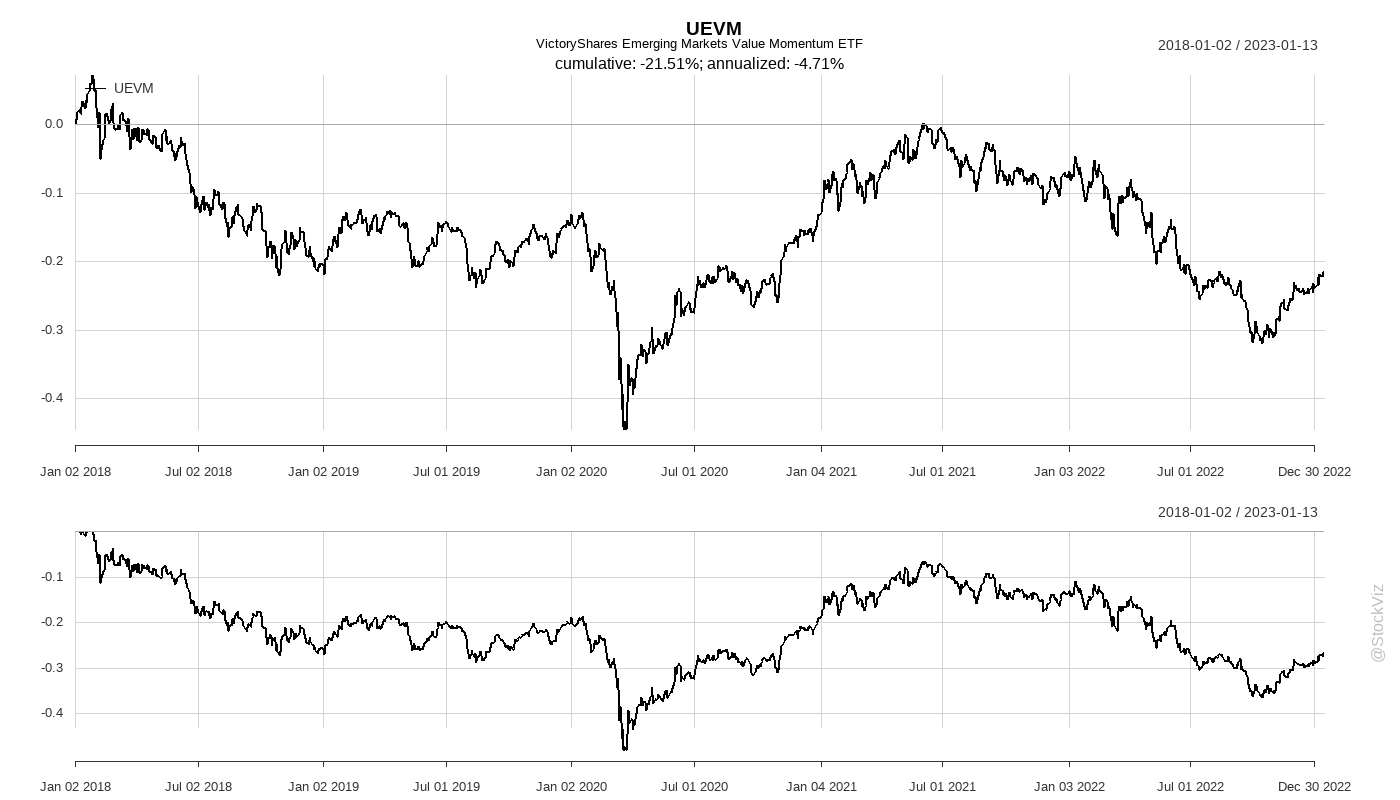 UEVM
VictoryShares Emerging Markets Value Momentum ETF
cumulative: -21.51%; annualized: -4.71%
2018-01-02 / 2023-01-13
UEVM
0.0
-0.1
-0.2
-0.3
-0.4
Jan 02 2018 Jul 02 2018 Jan 02 2019 Jul 01 2019 Jan 02 2020 Jul 01 2020 Jan 04 2021 Jul 01 2021 Jan 03 2022 Jul 01 2022 Dec 30 2022
2018-01-02 / 2023-01-13
-0.1
-0.2
-0.3
-0.4
Jan 02 2018 Jul 02 2018 Jan 02 2019 Jul 01 2019 Jan 02 2020 Jul 01 2020 Jan 04 2021 Jul 01 2021 Jan 03 2022 Jul 01 2022 Dec 30 2022
@StockViz